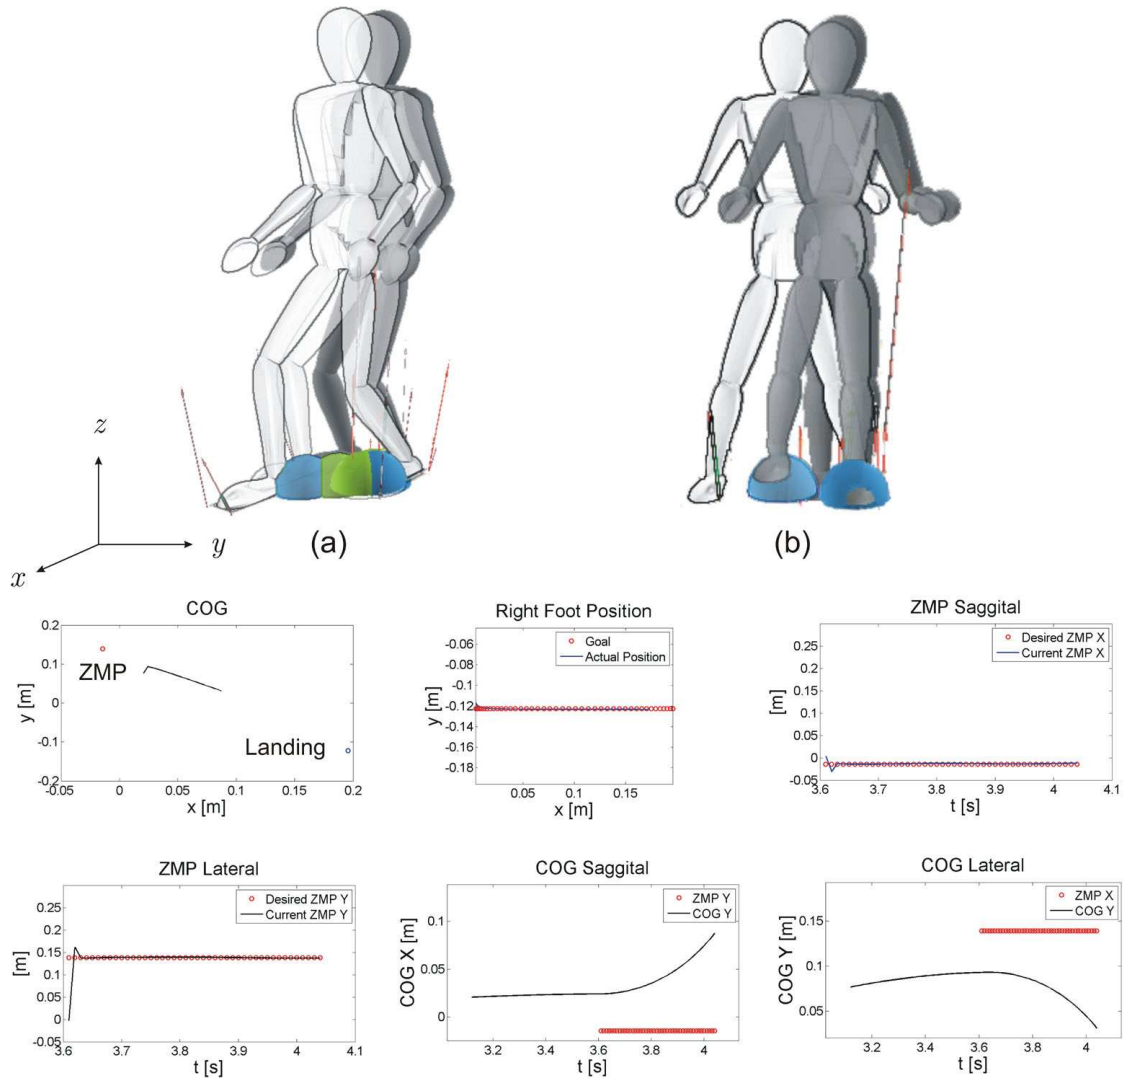 z
y
x
(a)
(b)
COG
0.2
0.1
0
-0.1
-0.2
-0.05
0
0.05
0.1
0.15
0.2
y [m]
x [m]
ZMP
Landing
Right Foot Position
Goal
Actual Position
-0.06
-0.08
-0.1
-0.12
-0.14
-0.16
-0.18
0.05
0.1
0.15
y [m]
x [m]
ZMP Saggital
Desired ZMP X
Current ZMP X
0.25
0.2
0.15
0.1
0.05
0
-0.05
3.6
3.7
3.8
3.9
4
4.1
[m]
t [s]
ZMP Lateral
Desired ZMP Y
Current ZMP Y
0.25
0.2
0.15
0.1
0.05
0
-0.05
3.6
3.7
3.8
3.9
4
4.1
[m]
t [s]
COG Saggital
ZMP Y
COG Y
0.1
0.05
0
3.2
3.4
3.6
3.8
4
COG X [m]
t [s]
COG Lateral
ZMP X
COG Y
0.15
0.1
0.05
3.2
3.4
3.6
3.8
4
COG Y [m]
t [s]